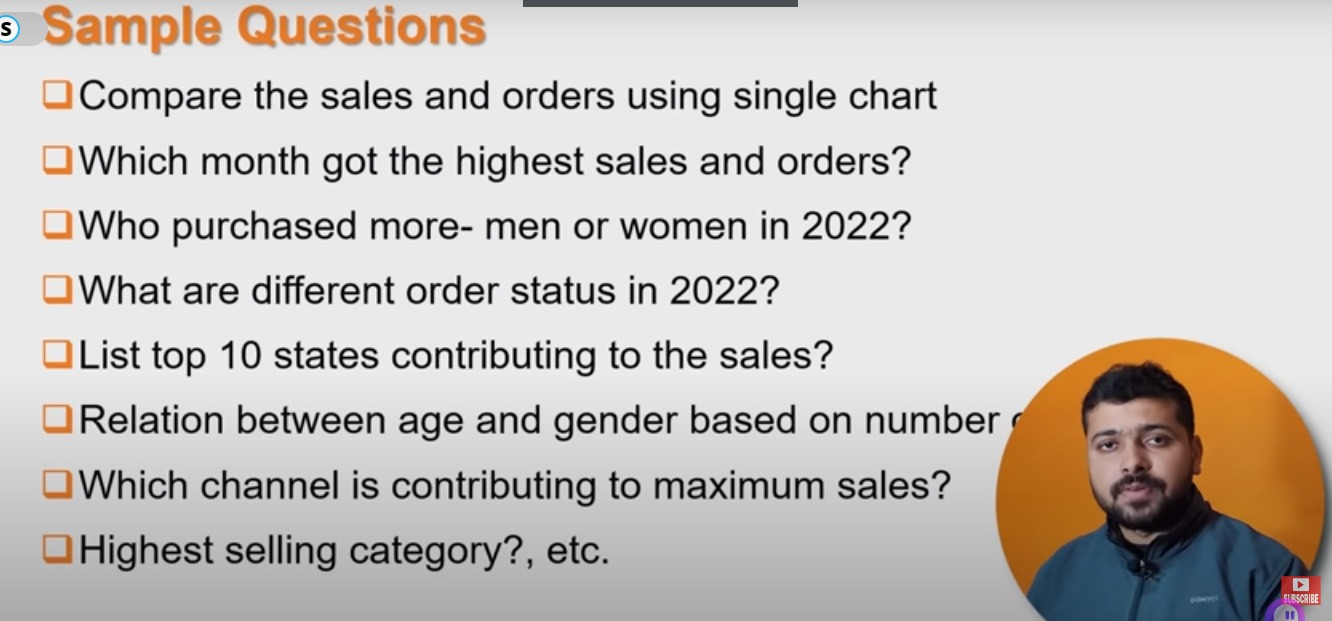 S
Sample Questions
Compare the sales and orders using single chart
Which month got the highest sales and orders?
Who purchased more- men or women in 2022?
What are different order status in 2022?
List top 10 states contributing to the sales?
Relation between age and gender based on number
Which channel is contributing to maximum sales?
Highest selling category?, etc.
SUBSCRIBE